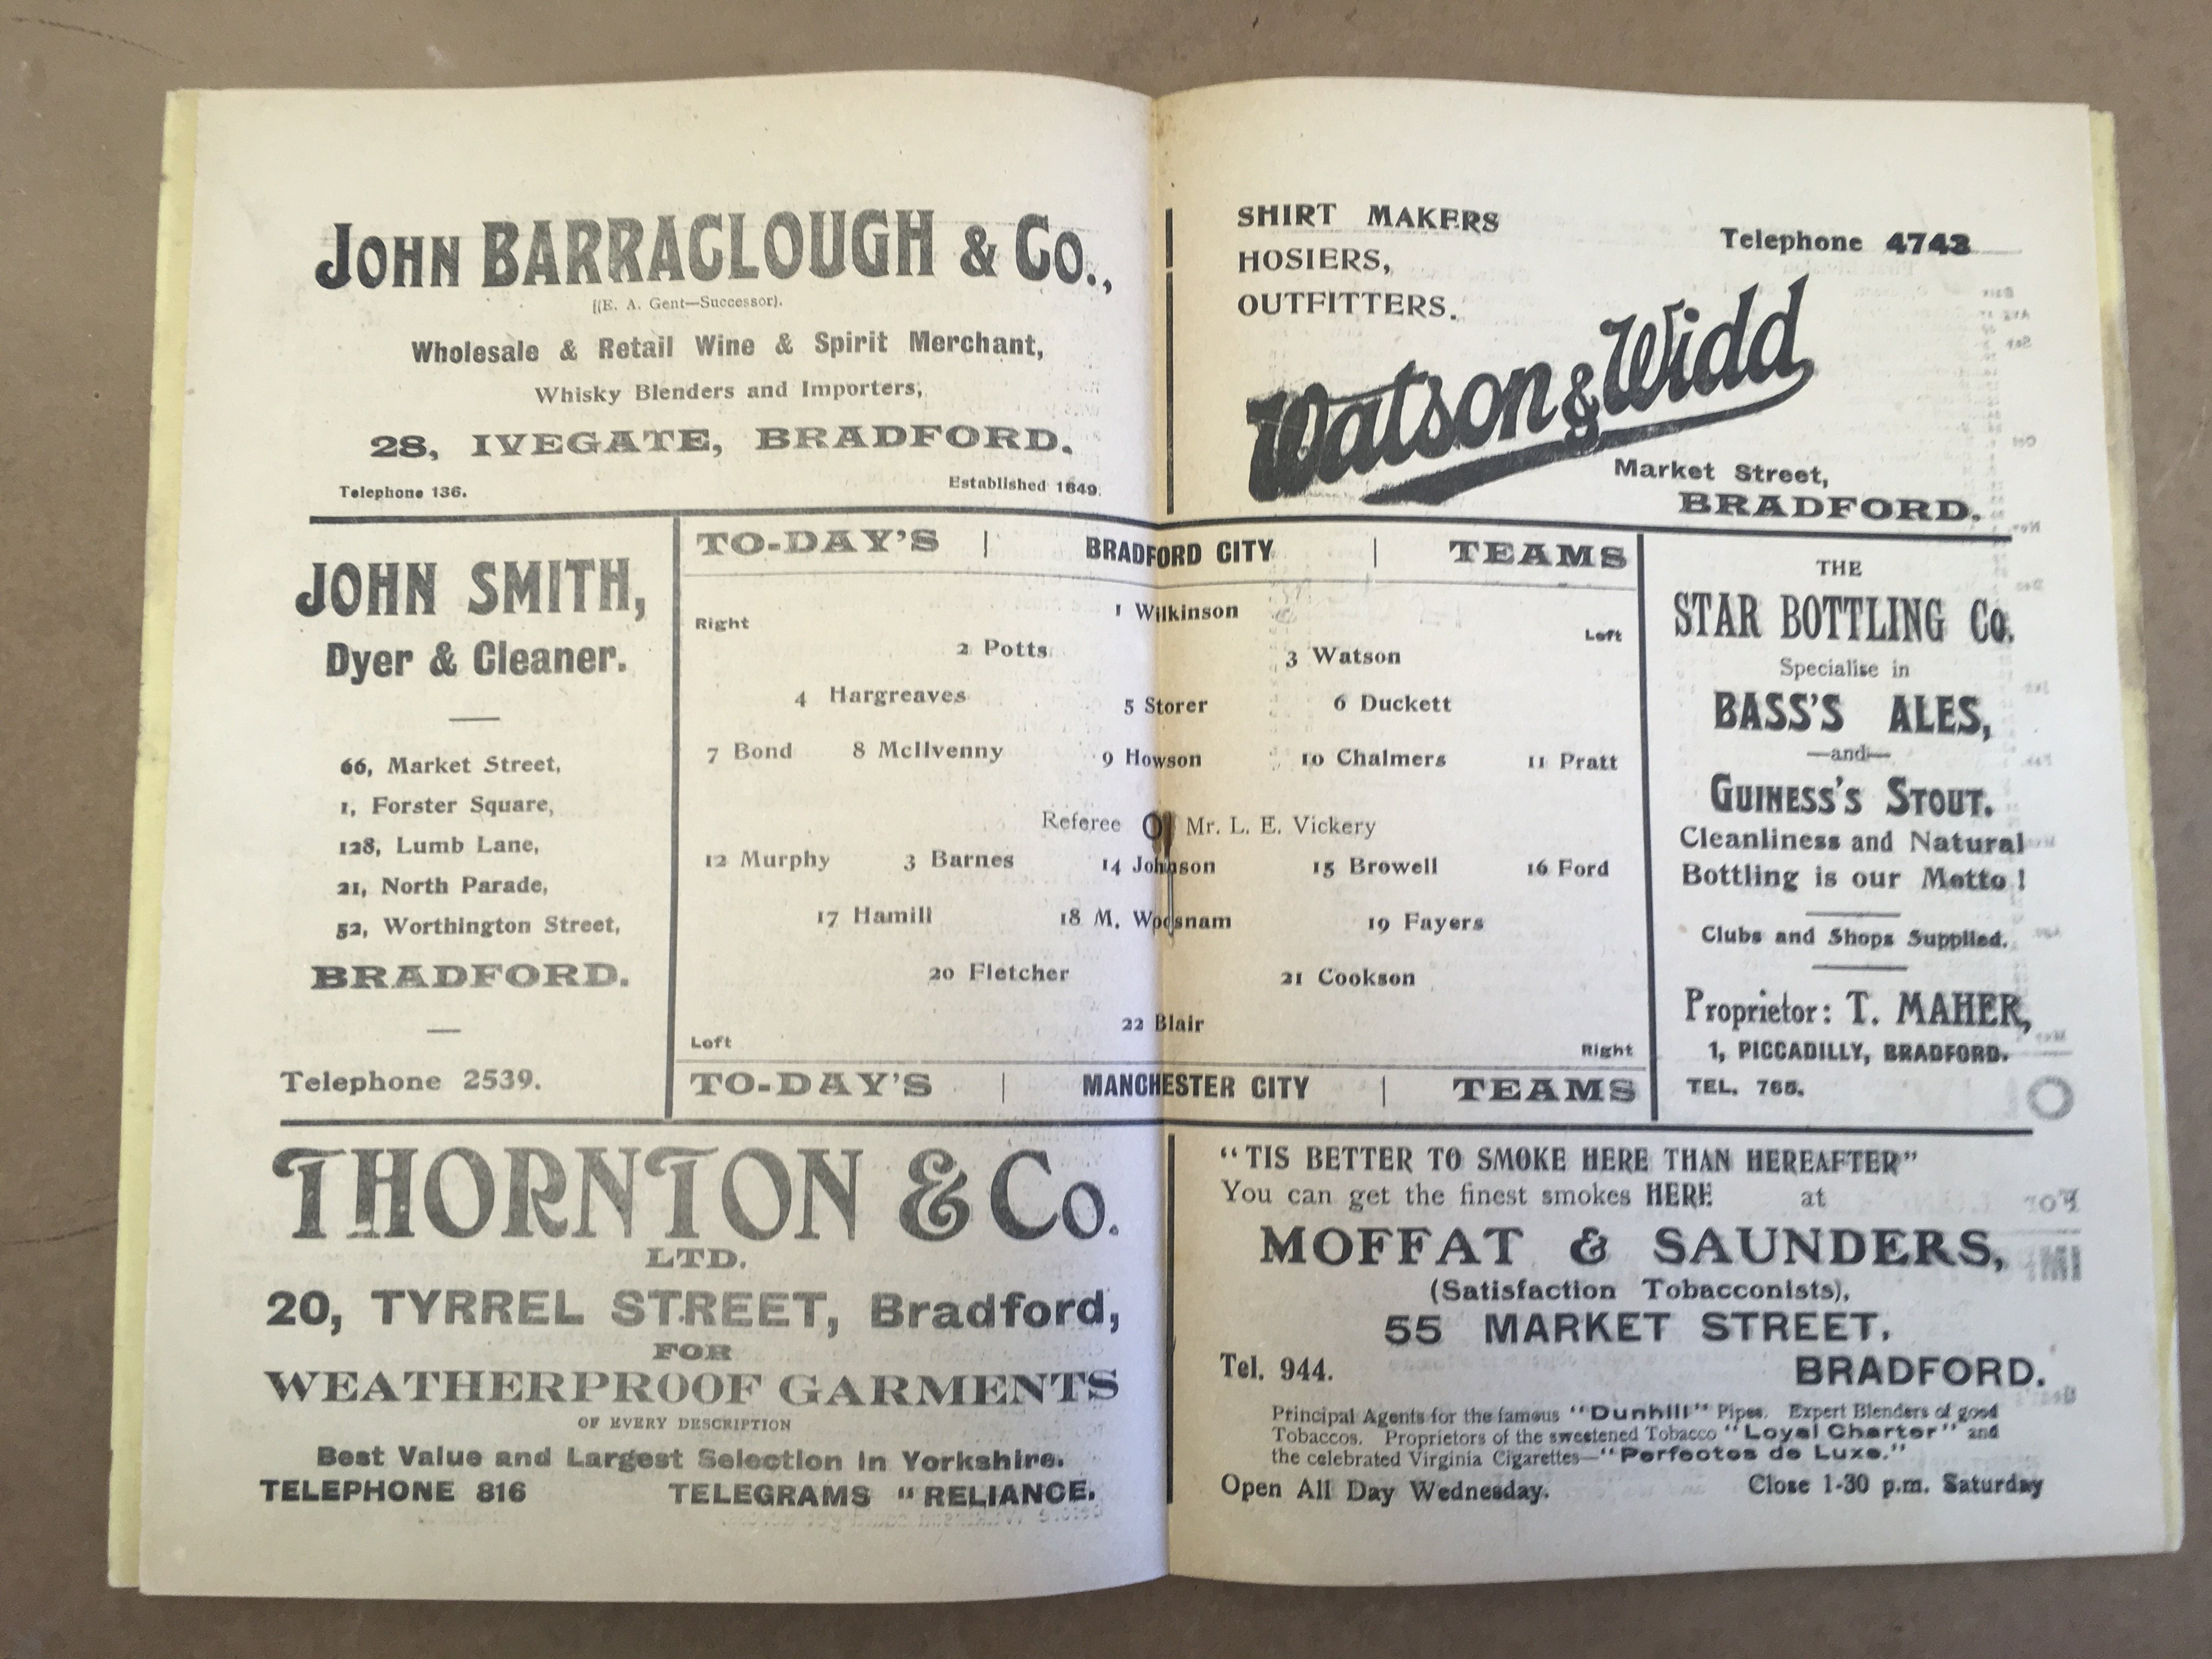 JOHN BARRACLOUGH & Co.,
[(E. A. Gent—Successor).
Wholesale & Retail Wine & Spirit Merchant,
Whisky Blenders and Importers,
28, IVEGATE, BRADFORD.
Telephone 136.
Established 1849.
SHIRT MAKERS
HOSIERS,
OUTFITTERS.
Telephone 4743
Watson & Widd
Market Street,
BRADFORD.
JOHN SMITH,
Dyer & Cleaner.
66, Market Street,
1, Forster Square,
128, Lumb Lane,
21, North Parade,
52, Worthington Street,
BRADFORD.
Telephone 2539.
TO-DAY'S | BRADFORD CITY | TEAMS
1 Wilkinson
Right
Left
2 Potts 3 Watson
4 Hargreaves 5 Storer 6 Duckett
7 Bond 8 McIlvenny 9 Howson 10 Chalmers 11 Pratt
Referee Mr. L. E. Vickery
12 Murphy 3 Barnes 14 Johnson 15 Browell 16 Ford
17 Hamill 18 M. Woosnam 19 Fayers
20 Fletcher 21 Cookson
22 Blair
Left
Right
TO-DAY'S | MANCHESTER CITY | TEAMS
THE
STAR BOTTLING Co.
Specialise in
BASS'S ALES,
—and—
GUINESS'S STOUT.
Cleanliness and Natural
Bottling is our Motto !
Clubs and Shops Supplied.
Proprietor: T. MAHER,
1, PICCADILLY, BRADFORD.
TEL. 765.
THORNTON & Co.
LTD.
20, TYRREL STREET, Bradford,
FOR
WEATHERPROOF GARMENTS
OF EVERY DESCRIPTION
Best Value and Largest Selection in Yorkshire.
TELEPHONE 816 TELEGRAMS "RELIANCE.
"TIS BETTER TO SMOKE HERE THAN HEREAFTER"
You can get the finest smokes HERE at
MOFFAT & SAUNDERS,
(Satisfaction Tobacconists),
55 MARKET STREET,
Tel. 944. BRADFORD.
Principal Agents for the famous "Dunhill" Pipes. Expert Blenders of good
Tobaccos. Proprietors of the sweetened Tobacco "Loyal Charter" and
the celebrated Virginia Cigarettes—"Perfectos de Luxe."
Open All Day Wednesday. Close 1-30 p.m. Saturday